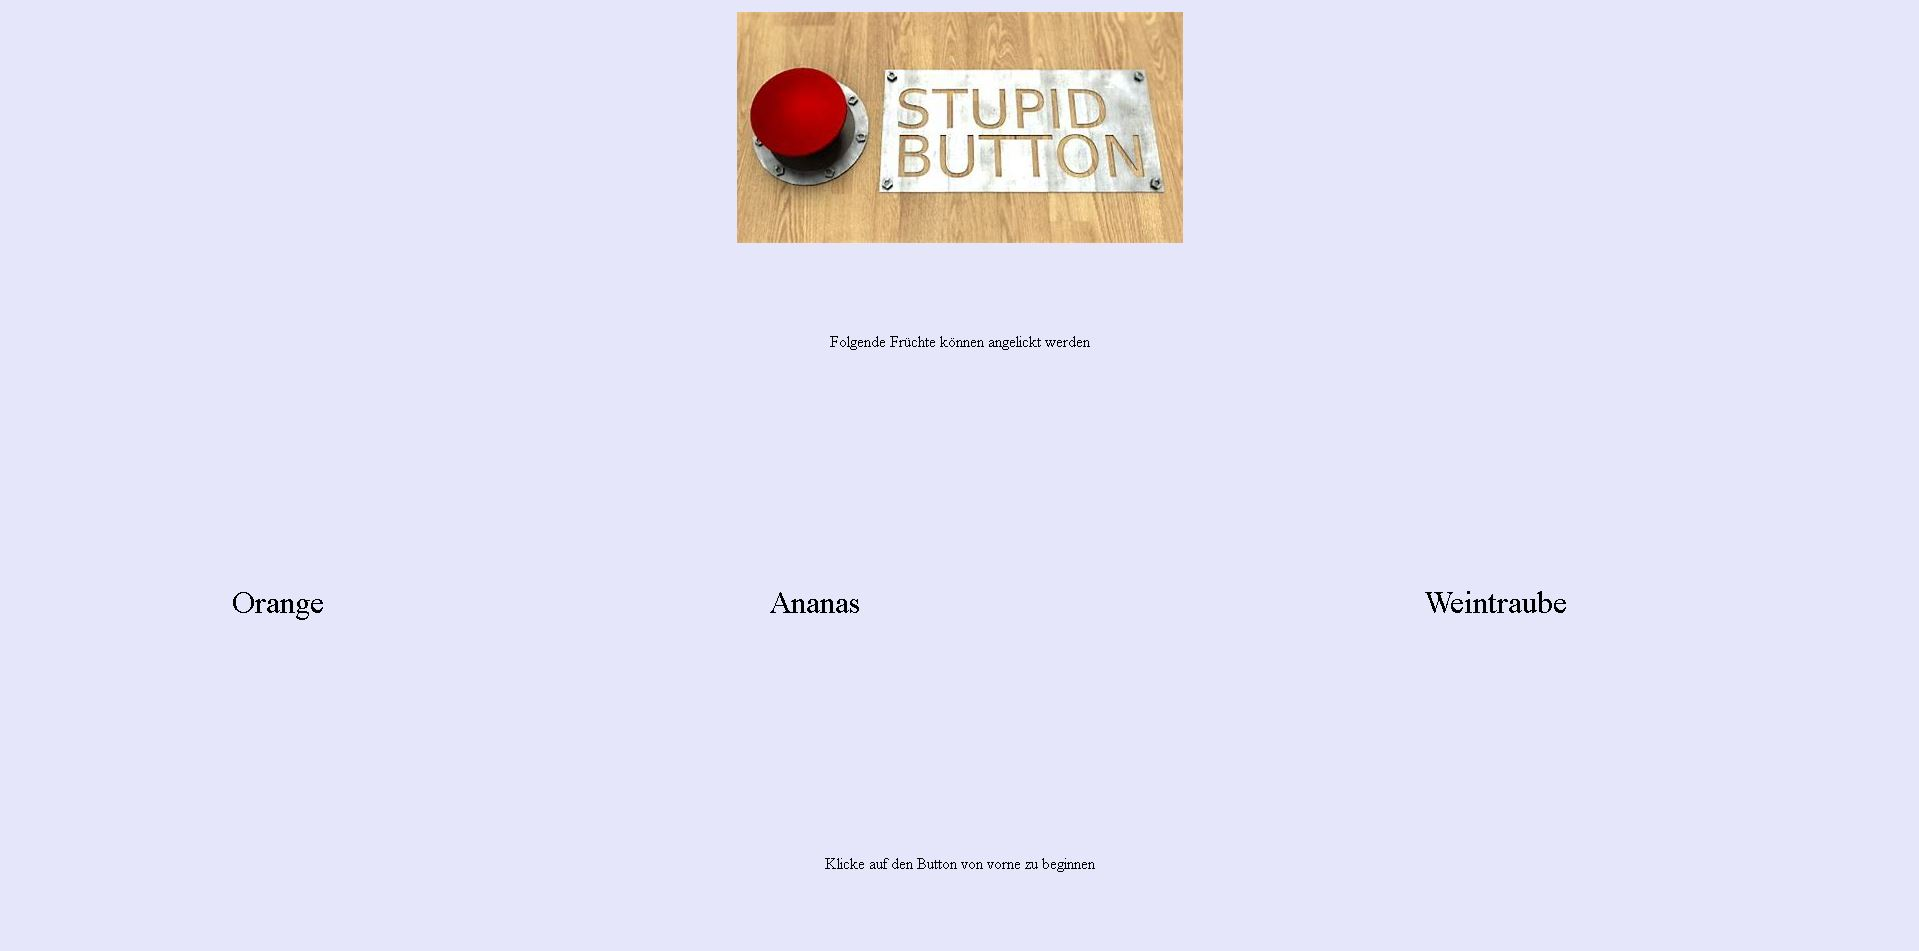 STUPID
BUTTON
Folgende Früchte können angelickt werden
Orange Ananas Weintraube
Klicke auf den Button von vorne zu beginnen